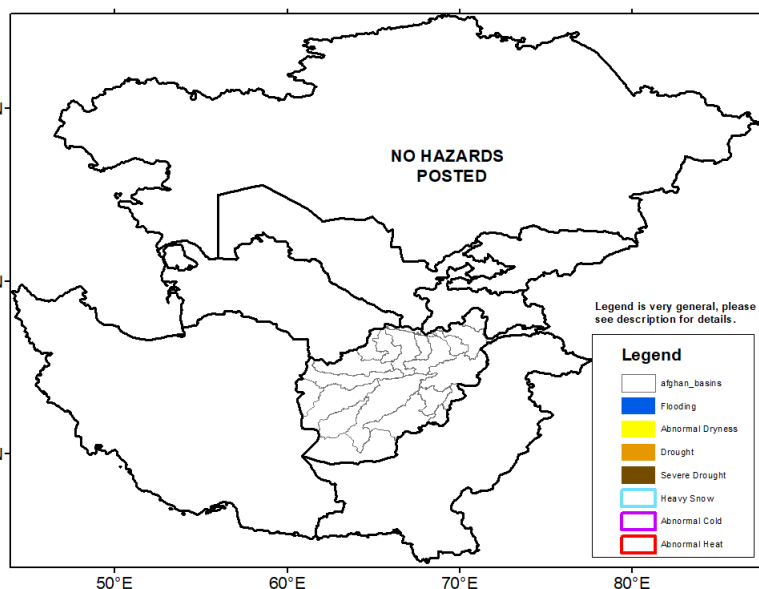 NO HAZARDS
POSTED
Legend is very general, please
see description for details.
Legend
afghan_basins
Flooding
Abnormal Dryness
Drought
Severe Drought
Heavy Snow
Abnormal Cold
Abnormal Heat
50°E 60°E 70°E 80°E